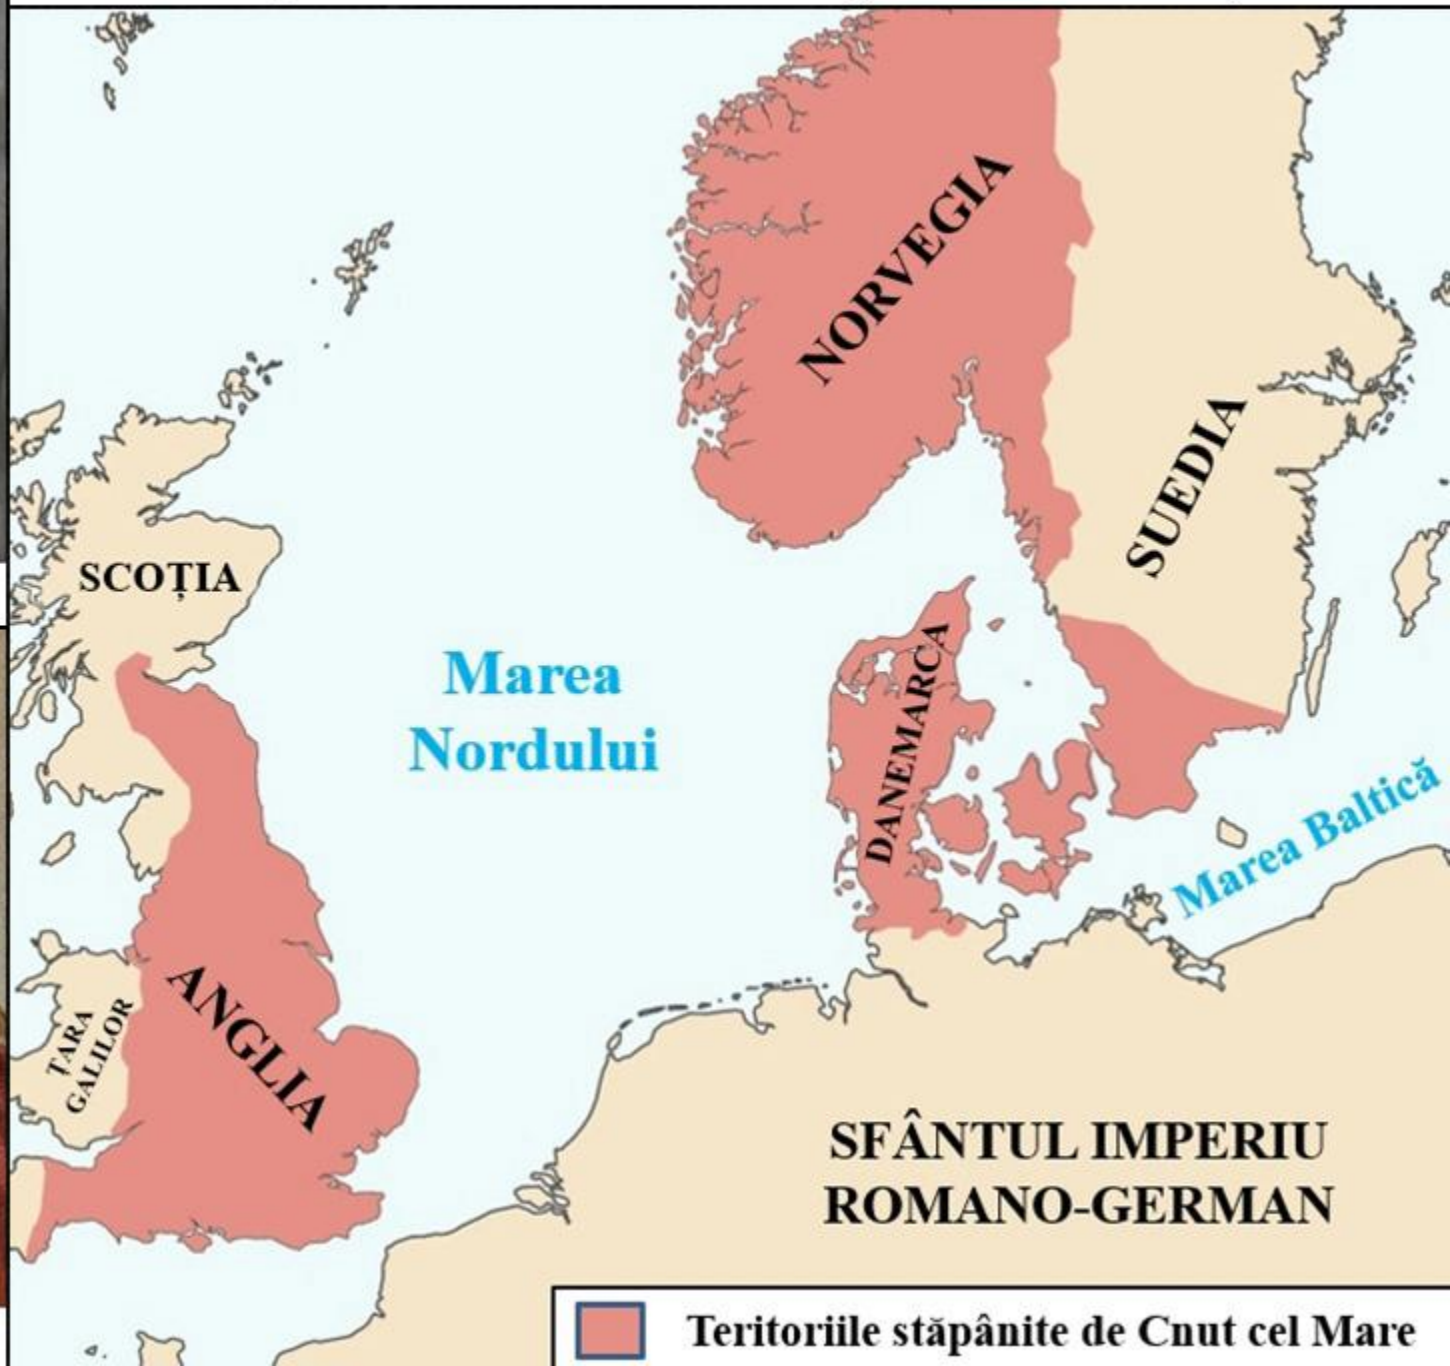 NORVEGIA
SUEDIA
SCOȚIA
Marea
Nordului
DANEMARCA
Marea Baltică
ANGLIA
ȚARA
GALILOR
SFÂNTUL IMPERIU
ROMANO-GERMAN
Teritoriile stăpânite de Cnut cel Mare